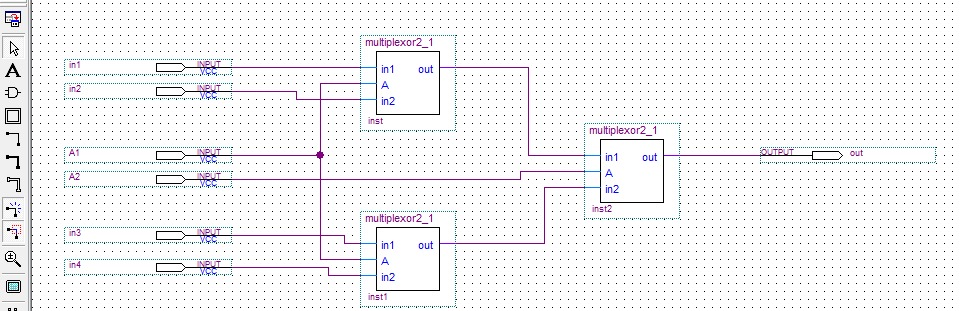 multiplexor2_1
in1 INPUT VCC
in2 INPUT VCC
in1 out
A
in2
inst
A1 INPUT VCC
A2 INPUT VCC
multiplexor2_1
in1 out
A
in2
inst2
OUTPUT out
multiplexor2_1
in3 INPUT VCC
in4 INPUT VCC
in1 out
A
in2
inst1
A